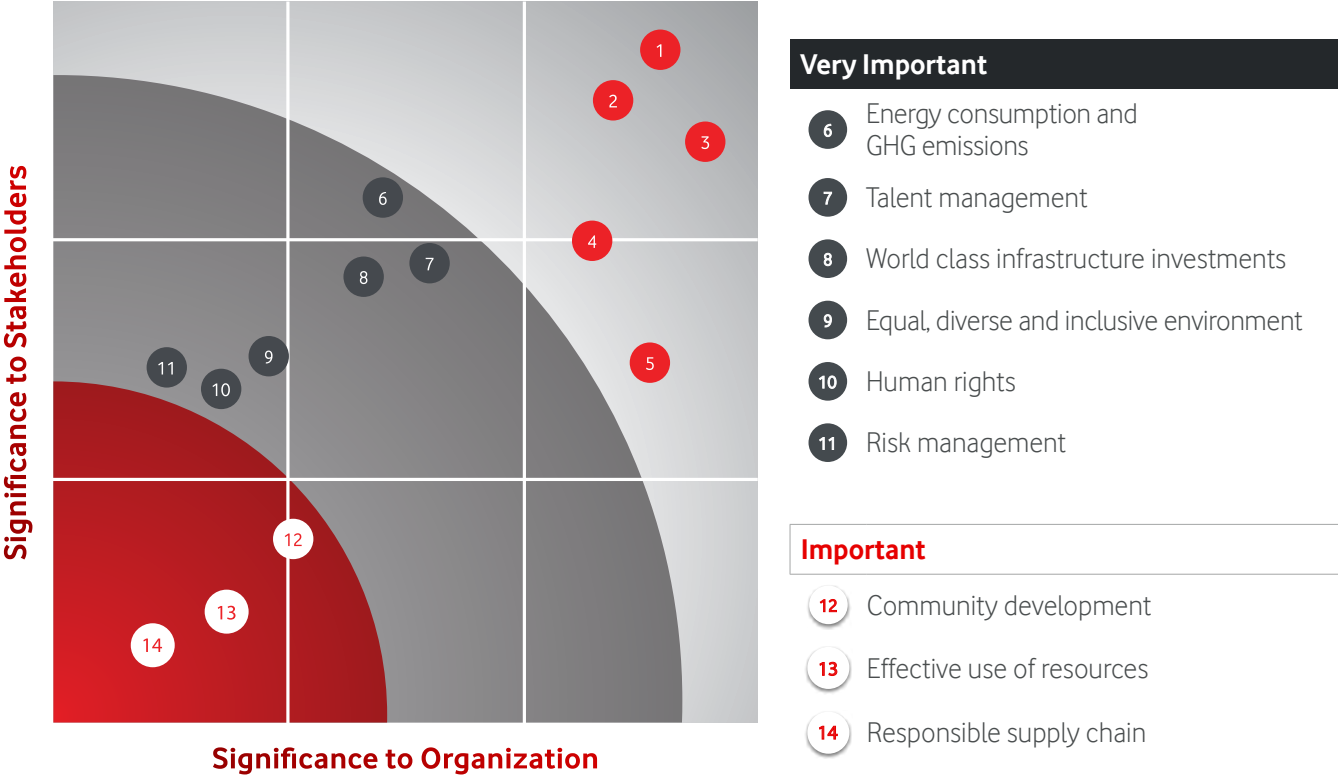 Significance to Stakeholders
1
2
3
4
5
6
7
8
9
10
11
12
13
14
Significance to Organization
Very Important
6 Energy consumption and
GHG emissions
7 Talent management
8 World class infrastructure investments
9 Equal, diverse and inclusive environment
10 Human rights
11 Risk management
Important
12 Community development
13 Effective use of resources
14 Responsible supply chain